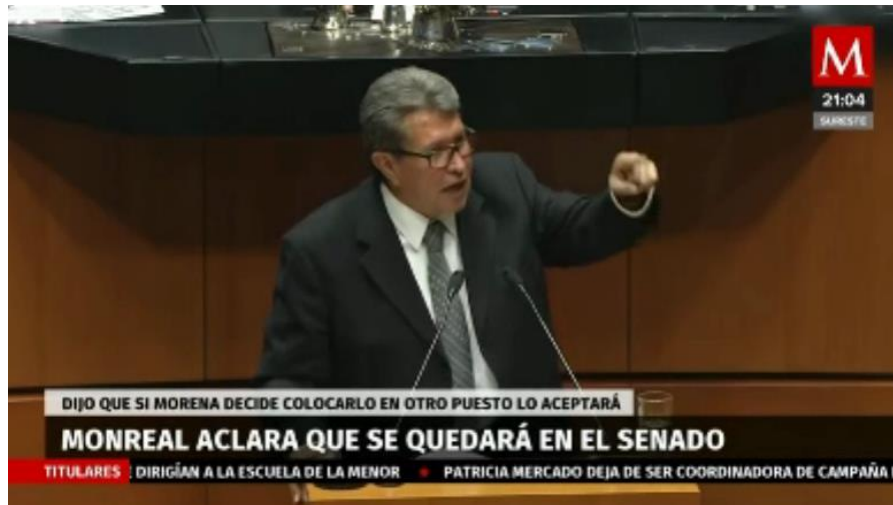 M
21:04
SURESTE
DIJO QUE SI MORENA DECIDE COLOCARLO EN OTRO PUESTO LO ACEPTARÁ
MONREAL ACLARA QUE SE QUEDARÁ EN EL SENADO
TITULARES DIRIGÍAN A LA ESCUELA DE LA MENOR • PATRICIA MERCADO DEJA DE SER COORDINADORA DE CAMPAÑA